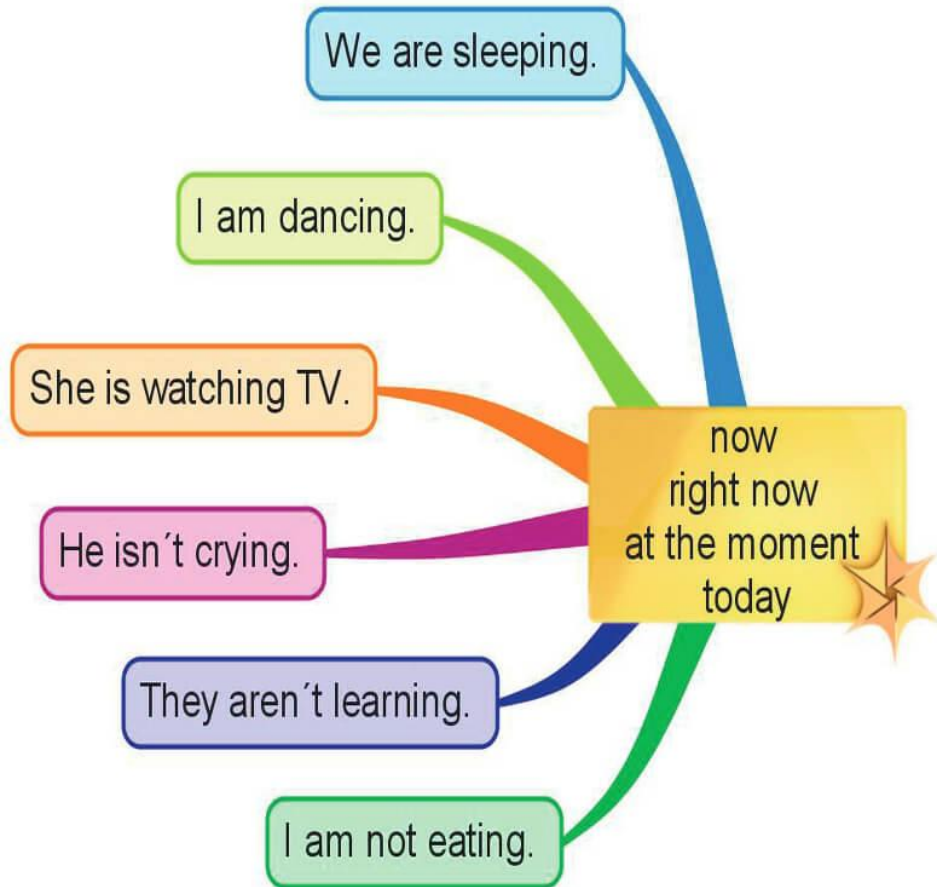 We are sleeping.
I am dancing.
She is watching TV.
He isn´t crying.
They aren´t learning.
I am not eating.
now
right now
at the moment
today